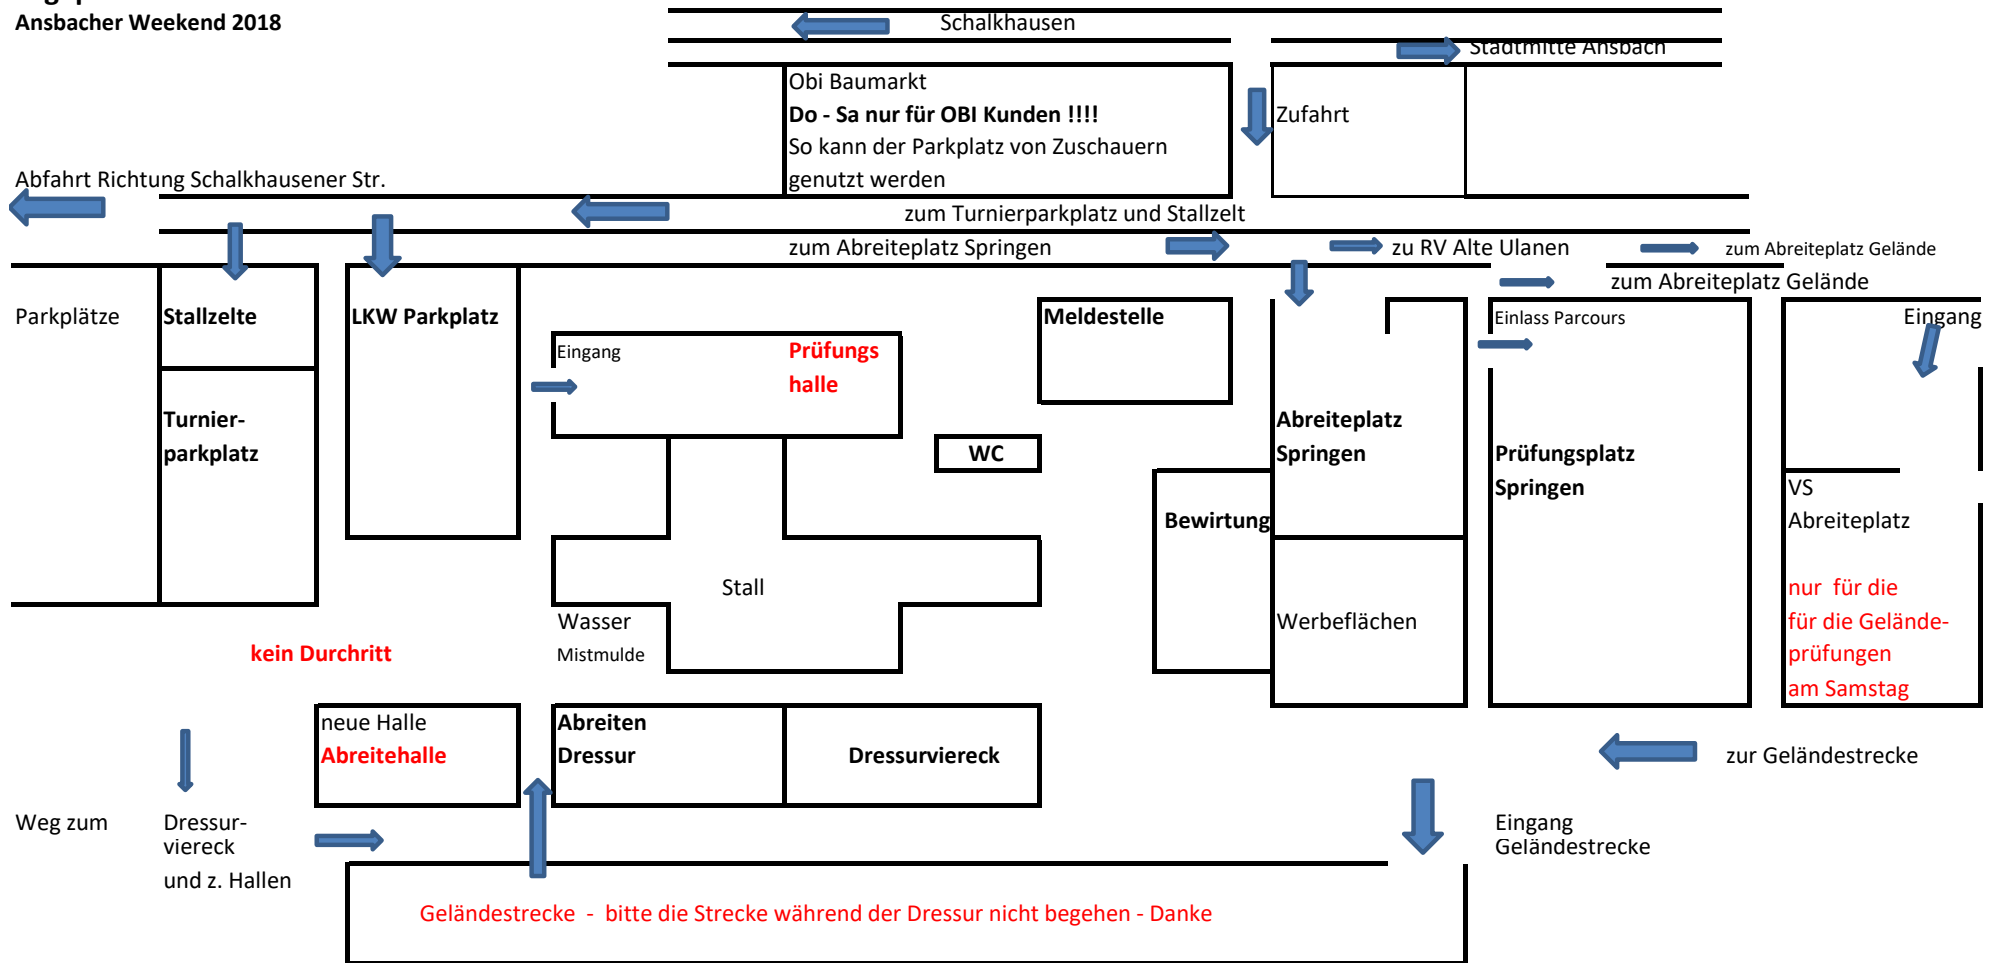 Ansbacher Weekend 2018
Schalkhausen
Stadtmitte Ansbach
Obi Baumarkt
Do - Sa nur für OBI Kunden !!!!
So kann der Parkplatz von Zuschauern
genutzt werden
Zufahrt
Abfahrt Richtung Schalkhausener Str.
zum Turnierparkplatz und Stallzelt
zum Abreiteplatz Springen
zu RV Alte Ulanen
zum Abreiteplatz Gelände
zum Abreiteplatz Gelände
Parkplätze
Stallzelte
LKW Parkplatz
Meldestelle
Einlass Parcours
Eingang
Eingang
Prüfungs
halle
Turnier-
parkplatz
Abreiteplatz
Springen
WC
Prüfungsplatz
Springen
VS
Abreiteplatz
Bewirtung
Stall
nur  für die
für die Gelände-
prüfungen
am Samstag
Wasser
Mistmulde
Werbeflächen
kein Durchritt
neue Halle
Abreitehalle
Abreiten
Dressur
Dressurviereck
zur Geländestrecke
Weg zum
Dressur-
viereck
und z. Hallen
Eingang
Geländestrecke
Geländestrecke  -  bitte die Strecke während der Dressur nicht begehen - Danke